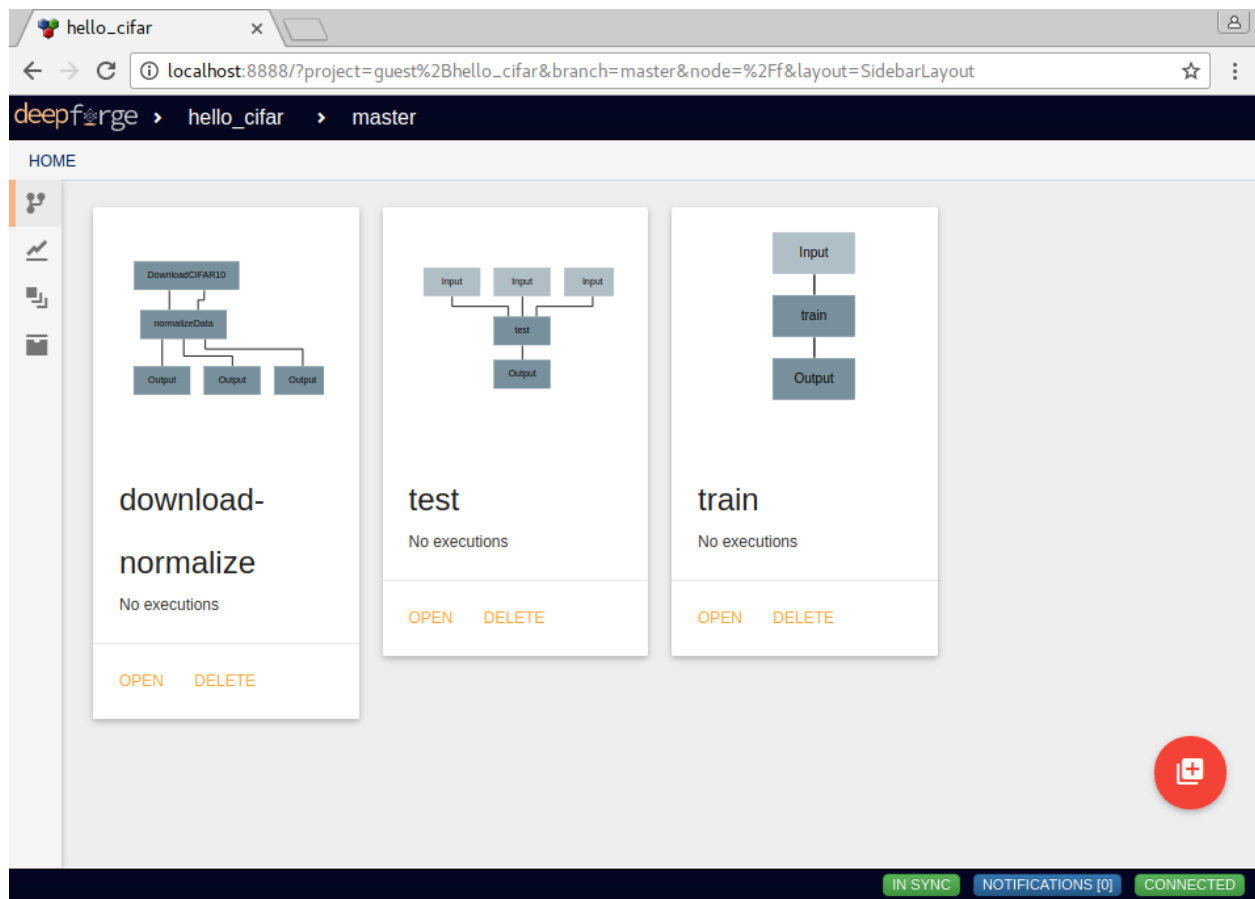 hello_cifar
localhost:8888/?project=guest%2Bhello_cifar&branch=master&node=%2Ff&layout=SidebarLayout
deepforge › hello_cifar › master
HOME
DownloadCIFAR10
normalizeData
Output Output Output
download-
normalize
No executions
OPEN DELETE
Input Input Input
test
Output
test
No executions
OPEN DELETE
Input
train
Output
train
No executions
OPEN DELETE
IN SYNC NOTIFICATIONS [0] CONNECTED